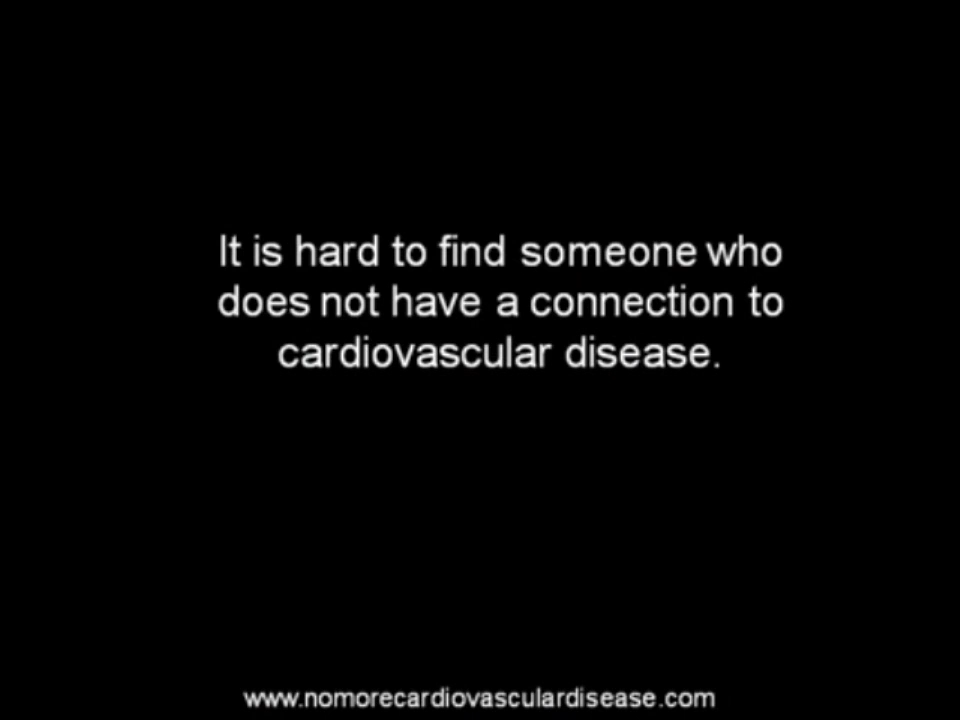 It is hard to find someone who
does not have a connection to
cardiovascular disease.
www.nomorecardiovasculardisease.com